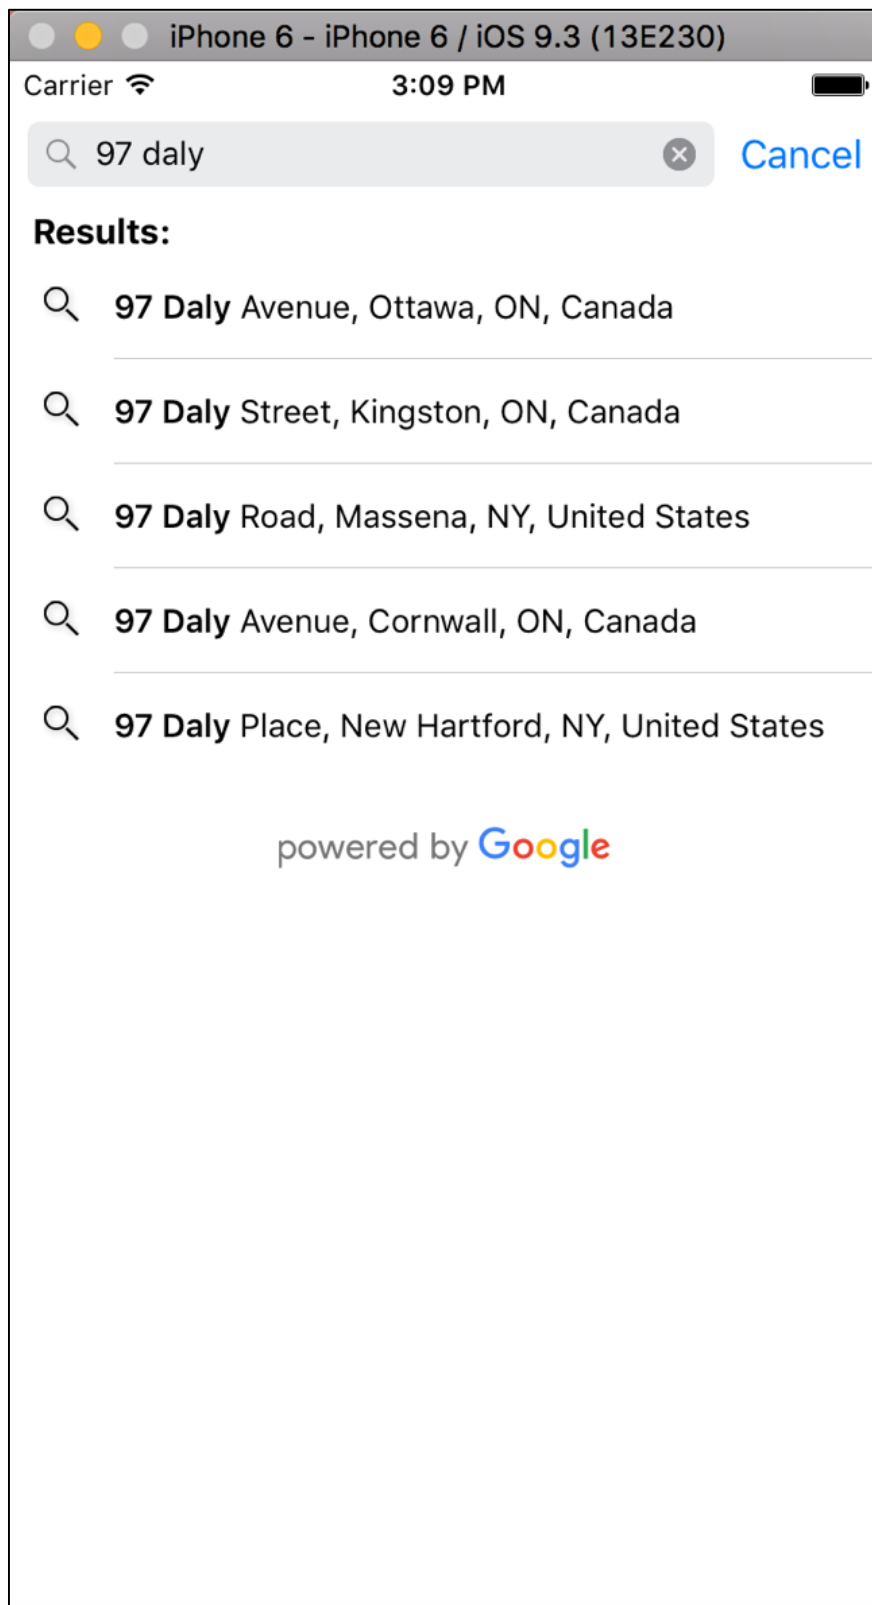 iPhone 6 - iPhone 6 / iOS 9.3 (13E230)
Carrier 3:09 PM
97 daly Cancel
Results:
97 Daly Avenue, Ottawa, ON, Canada
97 Daly Street, Kingston, ON, Canada
97 Daly Road, Massena, NY, United States
97 Daly Avenue, Cornwall, ON, Canada
97 Daly Place, New Hartford, NY, United States
powered by Google